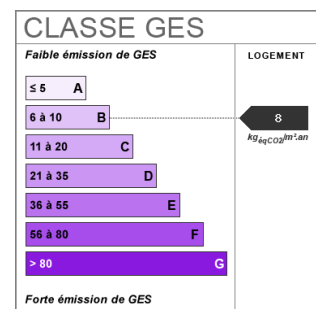 CLASSE GES
Faible émission de GES
LOGEMENT
≤ 5 A
6 à 10 B
8
kgéqCO2/m².an
11 à 20 C
21 à 35 D
36 à 55 E
56 à 80 F
> 80 G
Forte émission de GES